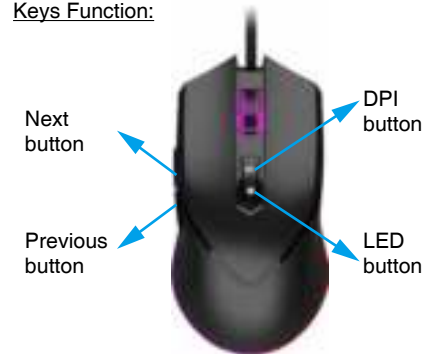 Keys Function:
DPI
button
Next
button
Previous
button
LED
button